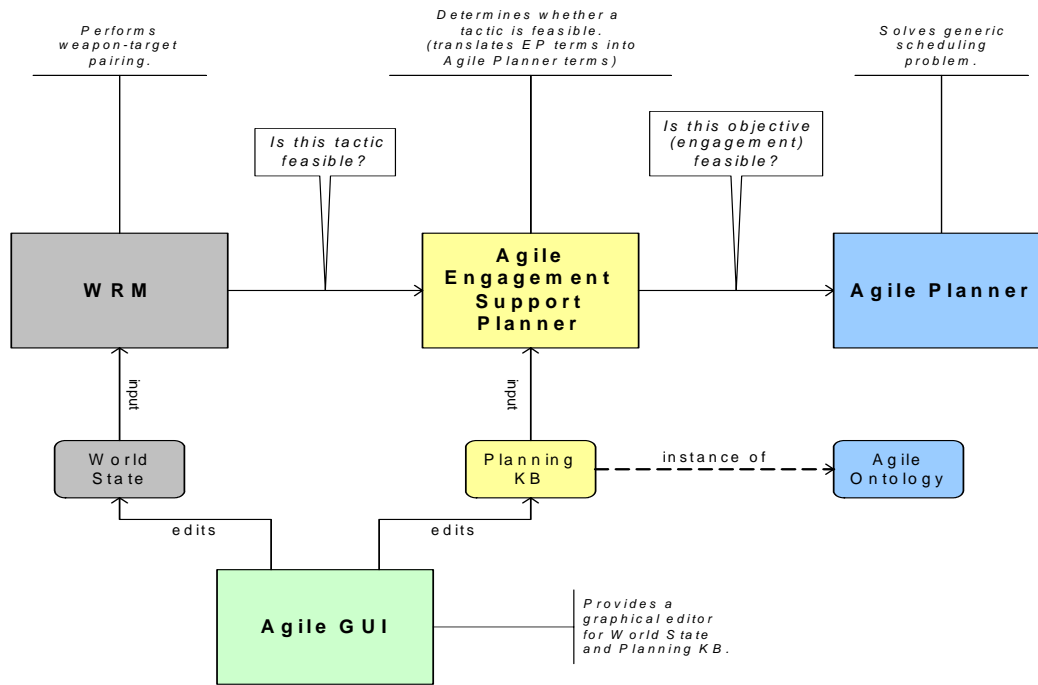 Performs
weapon-target
pairing.
Determines whether a
tactic is feasible.
(translates EP terms into
Agile Planner terms)
Solves generic
scheduling
problem.
Is this tactic
feasible?
Is this objective
(engagement)
feasible?
WRM
Agile
Engagement
Support
Planner
Agile Planner
input
input
World
State
Planning
KB
instance of
Agile
Ontology
edits
edits
Agile GUI
Provides a
graphical editor
for World State
and Planning KB.